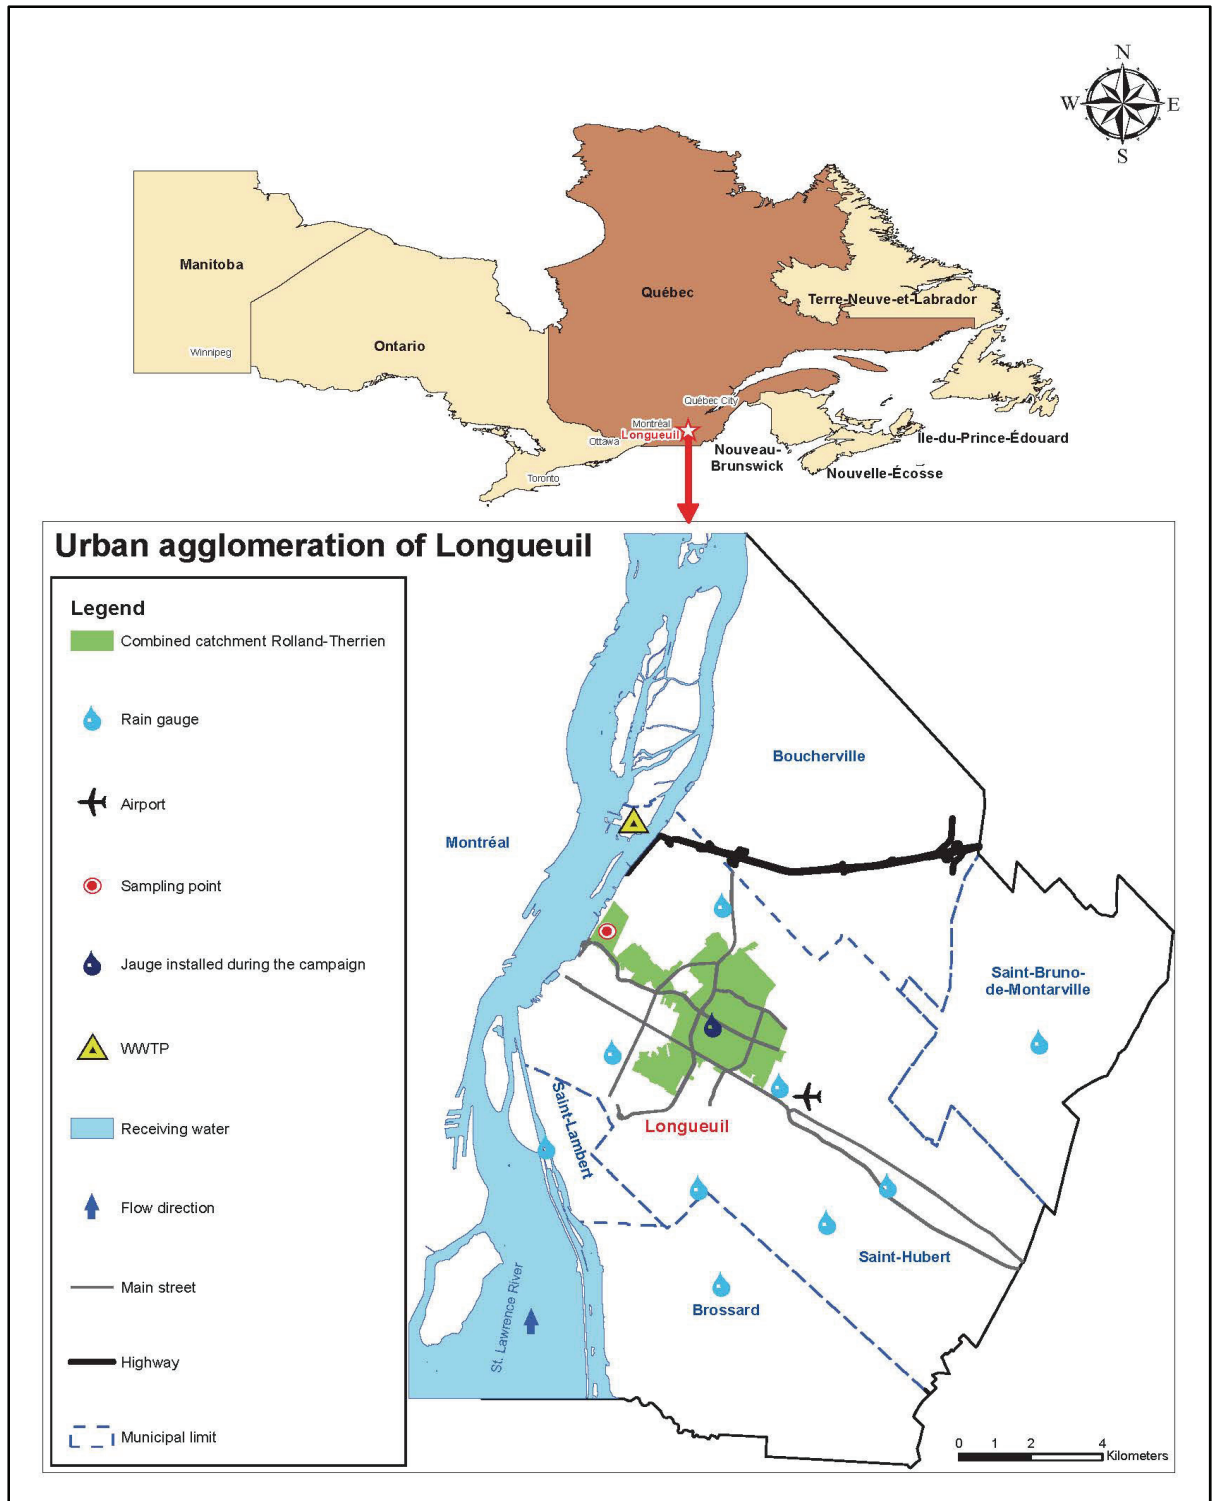 N
W
E
S
Manitoba
Québec
Terre-Neuve-et-Labrador
Ontario
Winnipeg
Québec City
Montréal
Longueuil
Ottawa
Île-du-Prince-Édouard
Nouveau-
Brunswick
Nouvelle-Écosse
Toronto
Urban agglomeration of Longueuil
Legend
Combined catchment Rolland-Therrien
Rain gauge
Airport
Sampling point
Jauge installed during the campaign
WWTP
Receiving water
Flow direction
Main street
Highway
Municipal limit
Boucherville
Montréal
Saint-Bruno-
de-Montarville
Saint-Lambert
Longueuil
Saint-Hubert
Brossard
St. Lawrence River
0 1 2 4
Kilometers